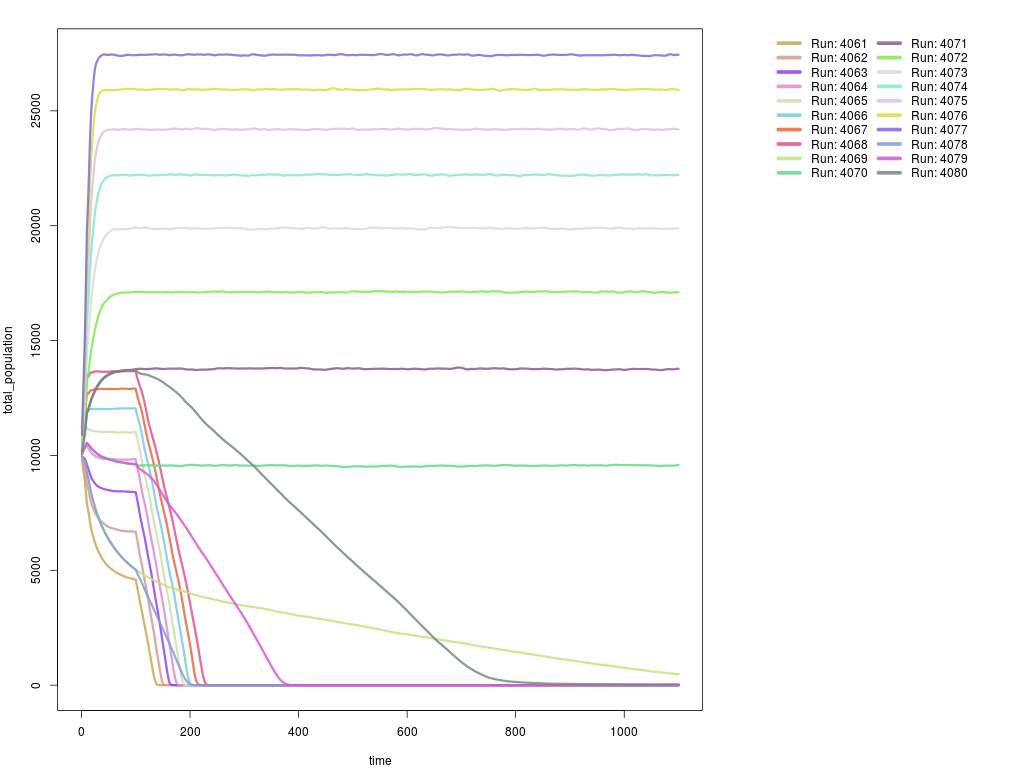 Run: 4061 Run: 4071
Run: 4062 Run: 4072
Run: 4063 Run: 4073
Run: 4064 Run: 4074
Run: 4065 Run: 4075
Run: 4066 Run: 4076
Run: 4067 Run: 4077
Run: 4068 Run: 4078
Run: 4069 Run: 4079
Run: 4070 Run: 4080
25000
20000
15000
10000
5000
0
total_population
0 200 400 600 800 1000
time